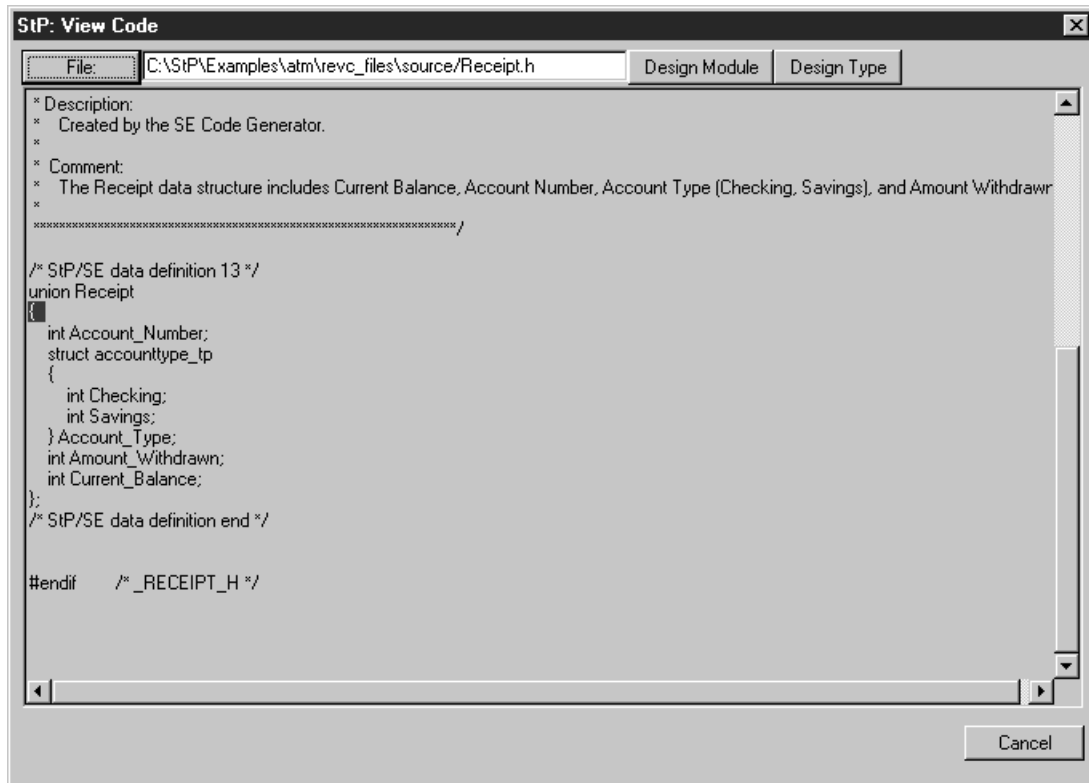 StP: View Code
File: C:\StP\Examples\atm\revc_files\source/Receipt.h Design Module Design Type
* Description:
*    Created by the SE Code Generator.
*
*  Comment:
*    The Receipt data structure includes Current Balance, Account Number, Account Type (Checking, Savings), and Amount Withdrawr
*
******************************************************************/
/* StP/SE data definition 13 */
union Receipt
{
int Account_Number;
struct accounttype_tp
{
int Checking;
int Savings;
} Account_Type;
int Amount_Withdrawn;
int Current_Balance;
};
/* StP/SE data definition end */
#endif /* _RECEIPT_H */
Cancel